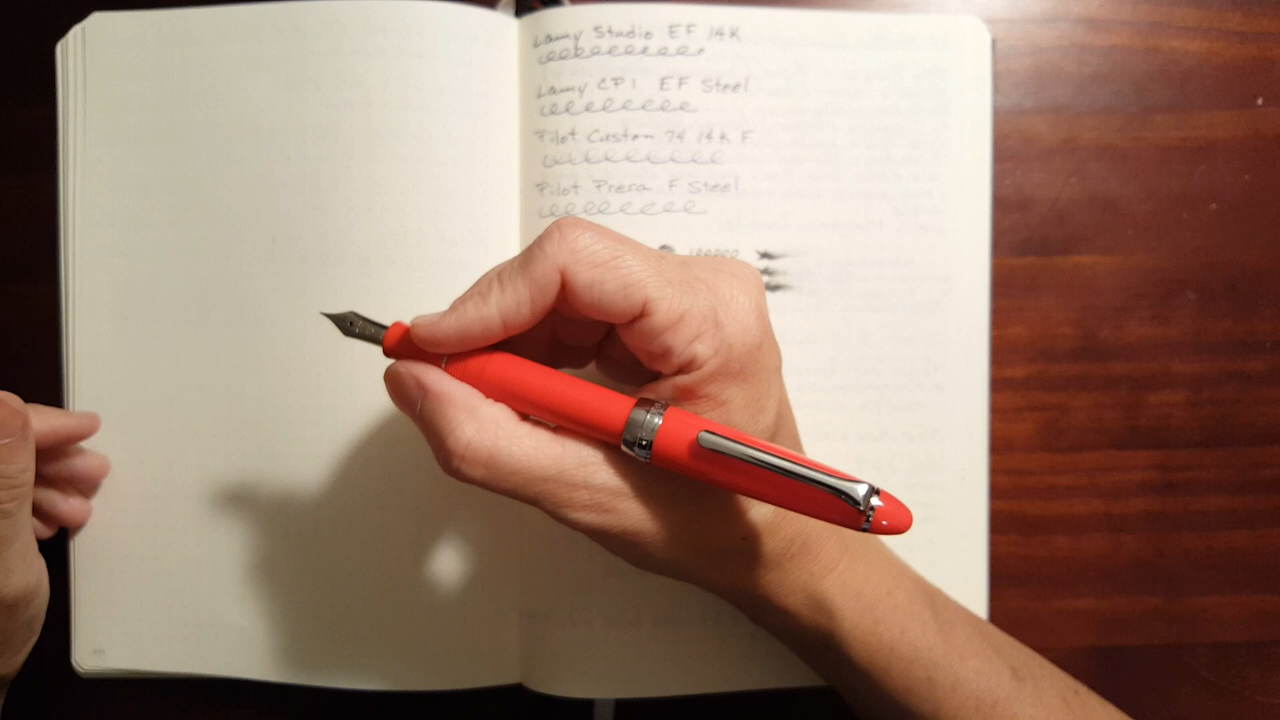 Lamy Studio EF 14K
Lamy CP1 EF Steel
Pilot Custom 74 14K F
Pilot Prera F Steel